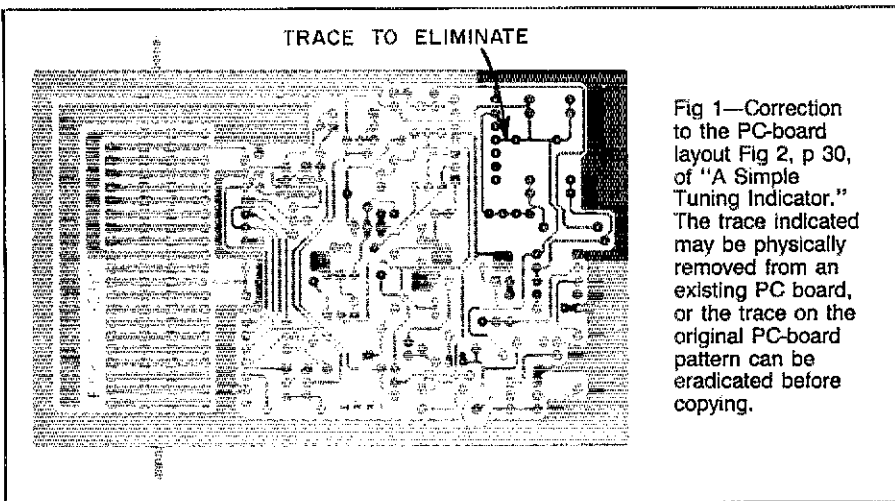 TRACE TO ELIMINATE
Fig 1—Correction
to the PC-board
layout Fig 2, p 30,
of "A Simple
Tuning Indicator."
The trace indicated
may be physically
removed from an
existing PC board,
or the trace on the
original PC-board
pattern can be
eradicated before
copying.